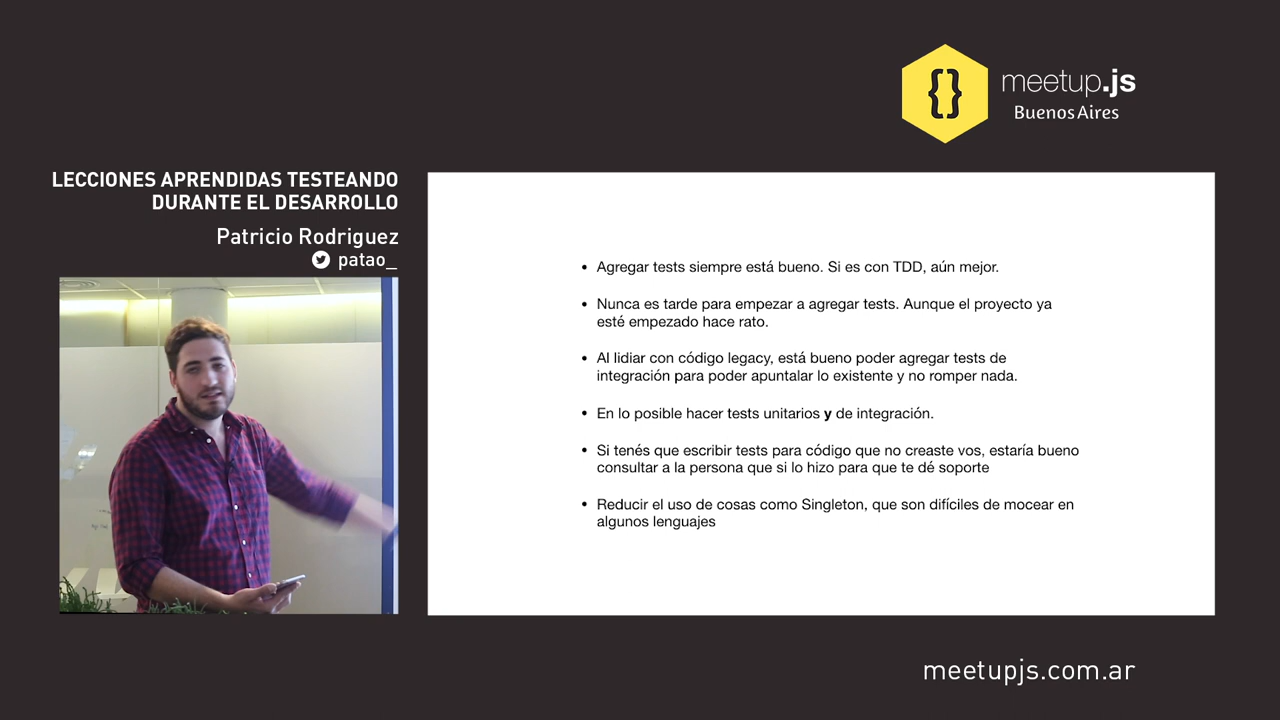 {}
meetup.js
Buenos Aires
LECCIONES APRENDIDAS TESTEANDO
DURANTE EL DESARROLLO
Patricio Rodriguez
patao_
• Agregar tests siempre está bueno. Si es con TDD, aún mejor.
• Nunca es tarde para empezar a agregar tests. Aunque el proyecto ya
esté empezado hace rato.
• Al lidiar con código legacy, está bueno poder agregar tests de
integración para poder apuntalar lo existente y no romper nada.
• En lo posible hacer tests unitarios y de integración.
• Si tenés que escribir tests para código que no creaste vos, estaría bueno
consultar a la persona que si lo hizo para que te dé soporte
• Reducir el uso de cosas como Singleton, que son difíciles de mocear en
algunos lenguajes
meetupjs.com.ar